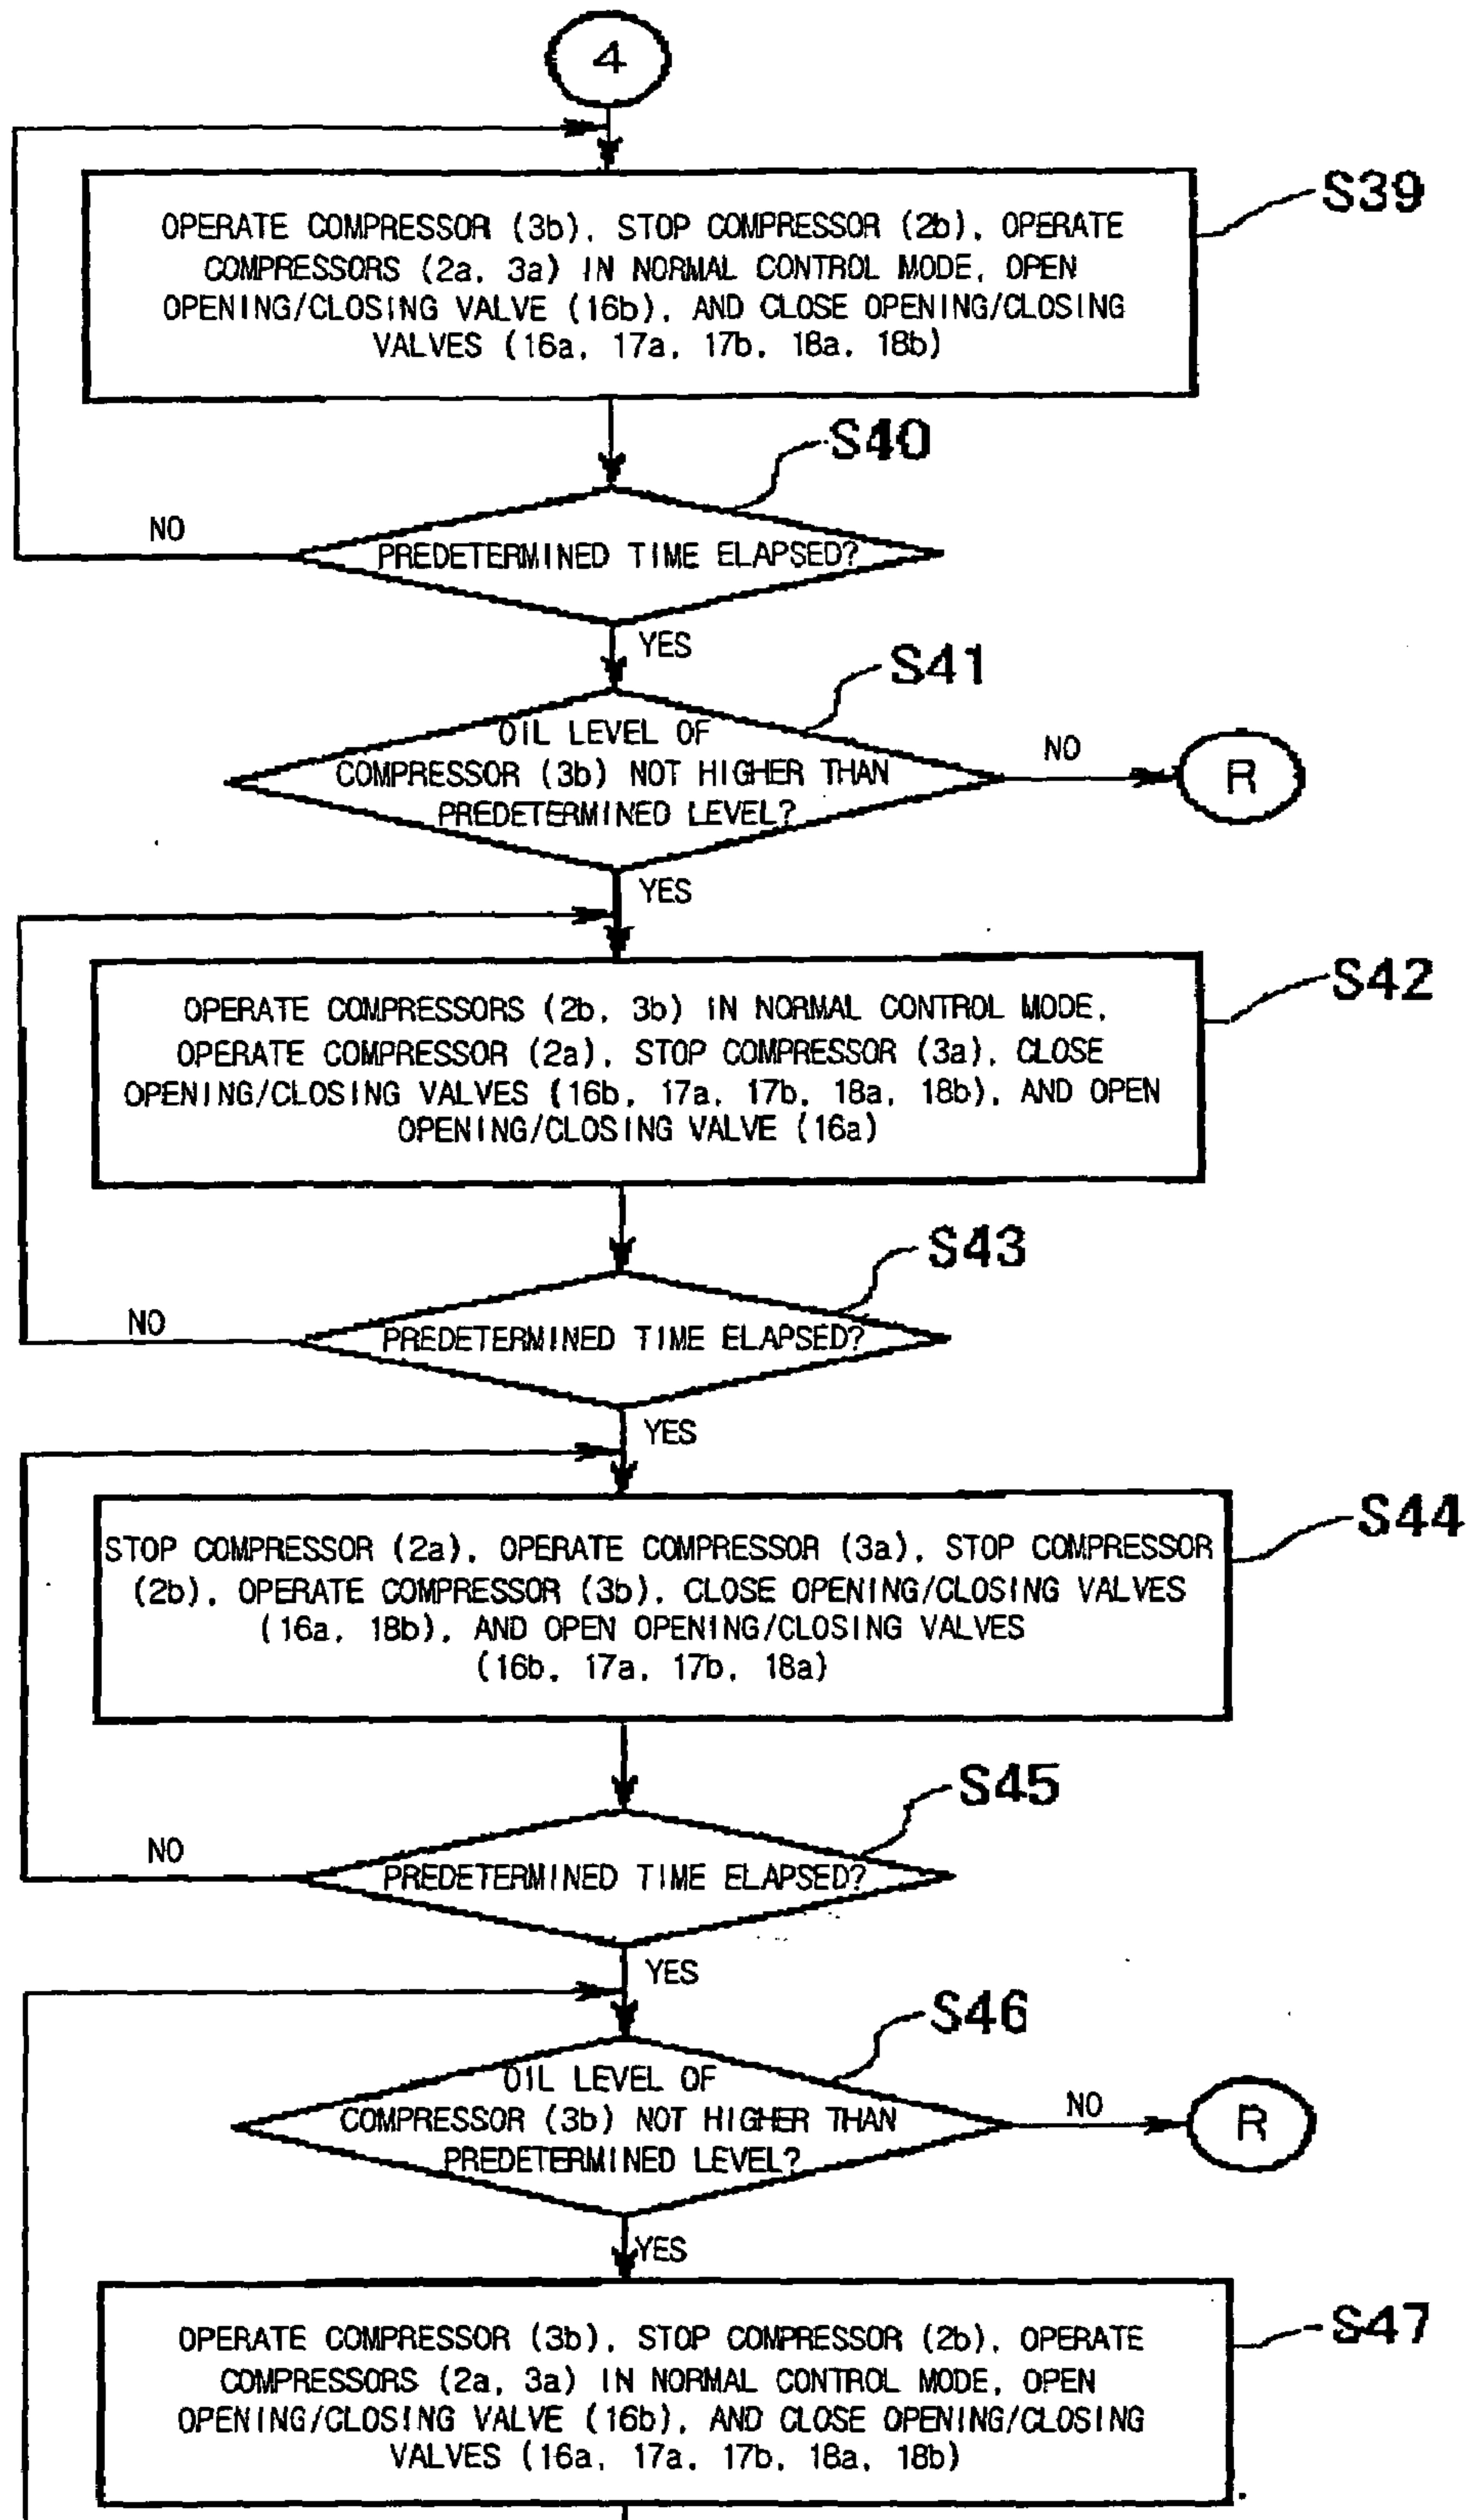 4
OPERATE COMPRESSOR (3b), STOP COMPRESSOR (2b), OPERATE
COMPRESSORS (2a, 3a) IN NORMAL CONTROL MODE, OPEN
OPENING/CLOSING VALVE (16b), AND CLOSE OPENING/CLOSING
VALVES (16a, 17a, 17b, 18a, 18b)
S39
S40
NO
PREDETERMINED TIME ELAPSED?
YES
S41
OIL LEVEL OF
COMPRESSOR (3b) NOT HIGHER THAN
PREDETERMINED LEVEL?
NO
R
YES
OPERATE COMPRESSORS (2b, 3b) IN NORMAL CONTROL MODE,
OPERATE COMPRESSOR (2a), STOP COMPRESSOR (3a), CLOSE
OPENING/CLOSING VALVES (16b, 17a, 17b, 18a, 18b), AND OPEN
OPENING/CLOSING VALVE (16a)
S42
S43
NO
PREDETERMINED TIME ELAPSED?
YES
STOP COMPRESSOR (2a), OPERATE COMPRESSOR (3a), STOP COMPRESSOR
(2b), OPERATE COMPRESSOR (3b), CLOSE OPENING/CLOSING VALVES
(16a, 18b), AND OPEN OPENING/CLOSING VALVES
(16b, 17a, 17b, 18a)
S44
S45
NO
PREDETERMINED TIME ELAPSED?
YES
S46
OIL LEVEL OF
COMPRESSOR (3b) NOT HIGHER THAN
PREDETERMINED LEVEL?
NO
R
YES
OPERATE COMPRESSOR (3b), STOP COMPRESSOR (2b), OPERATE
COMPRESSORS (2a, 3a) IN NORMAL CONTROL MODE, OPEN
OPENING/CLOSING VALVE (16b), AND CLOSE OPENING/CLOSING
VALVES (16a, 17a, 17b, 18a, 18b)
S47